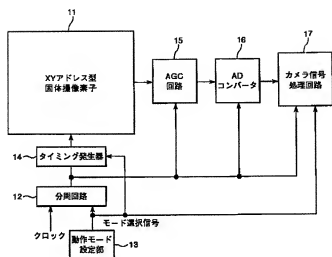 11
XYアドレス型
固体撮像素子
15
AGC
回路
16
AD
コンバータ
17
カメラ信号
処理回路
14
タイミング発生器
12
分周回路
モード選択信号
クロック
動作モード
設定部
13